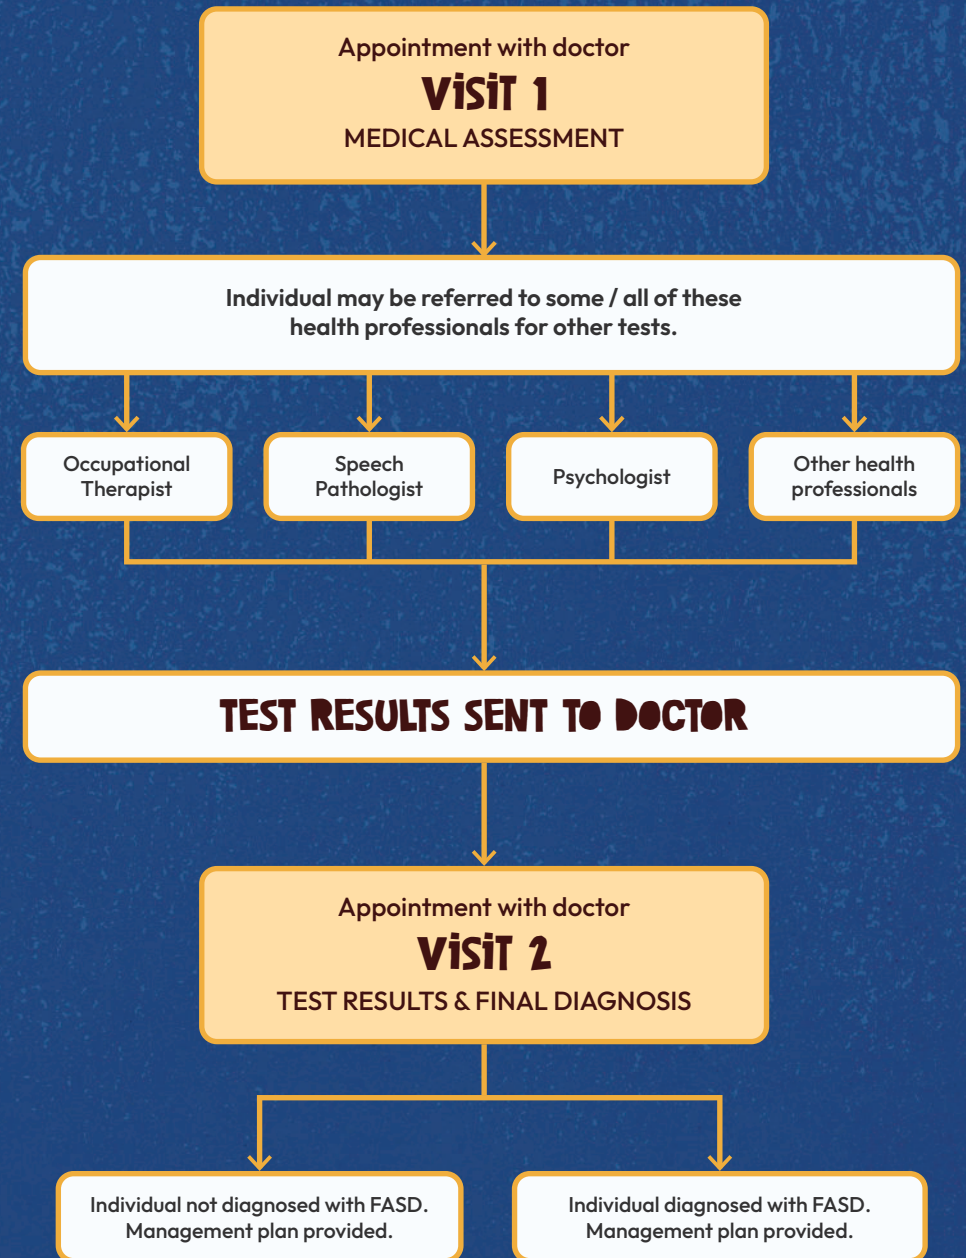 Appointment with doctor
ViSiT 1
MEDICAL ASSESSMENT
Individual may be referred to some / all of these
health professionals for other tests.
Occupational
Therapist
Speech
Pathologist
Psychologist
Other health
professionals
TEST RESULTS SENT TO DOCTOR
Appointment with doctor
ViSiT 2
TEST RESULTS & FINAL DIAGNOSIS
Individual not diagnosed with FASD.
Management plan provided.
Individual diagnosed with FASD.
Management plan provided.